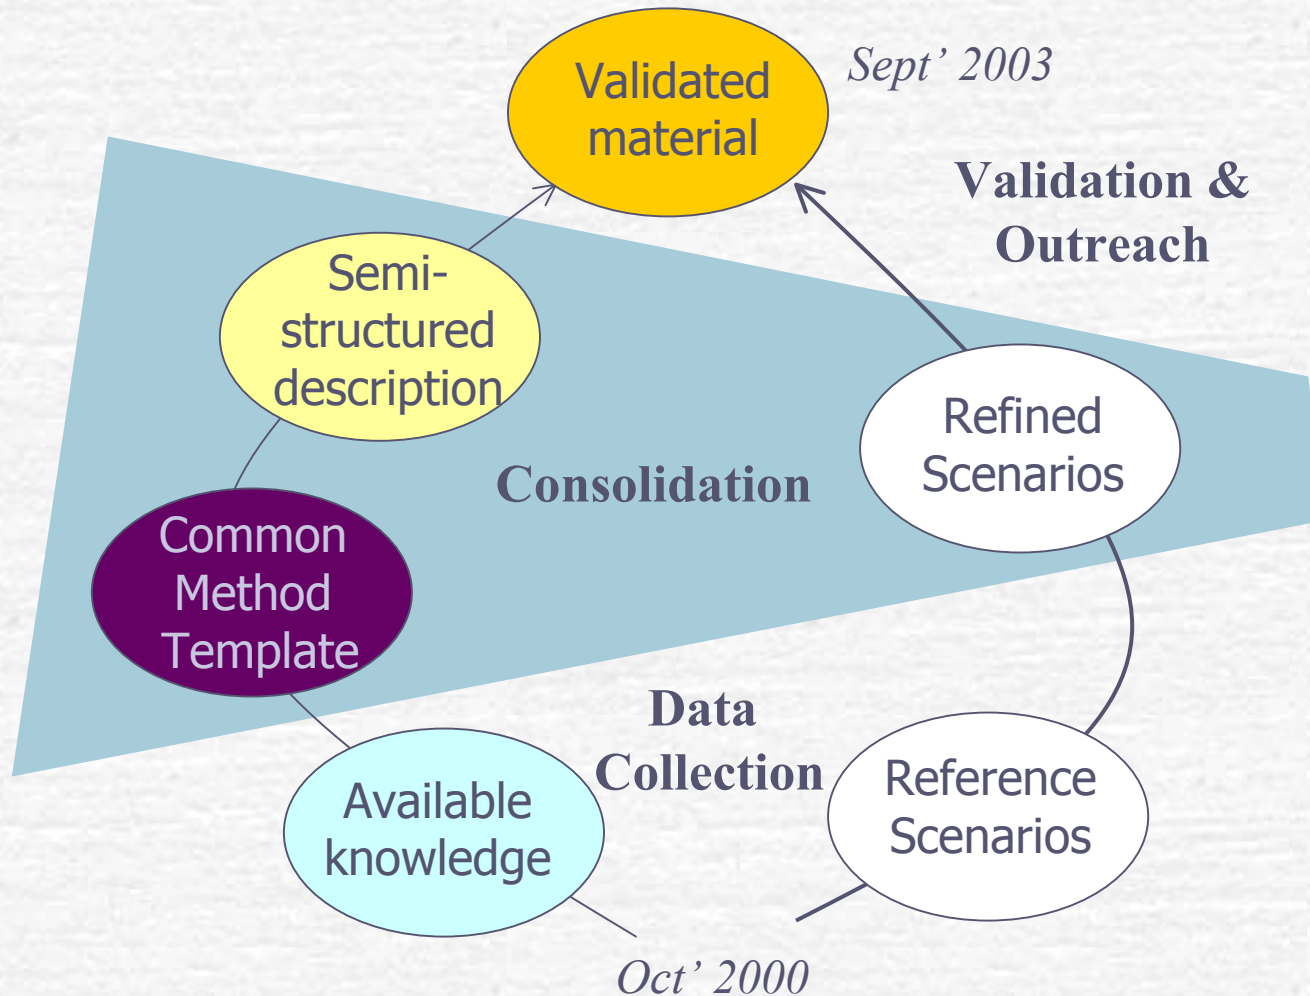 Validated
material
Sept’ 2003
Validation &
Outreach
Semi-
structured
description
Refined
Scenarios
Consolidation
Common
Method
Template
Data
Collection
Reference
Scenarios
Available
knowledge
Oct’ 2000